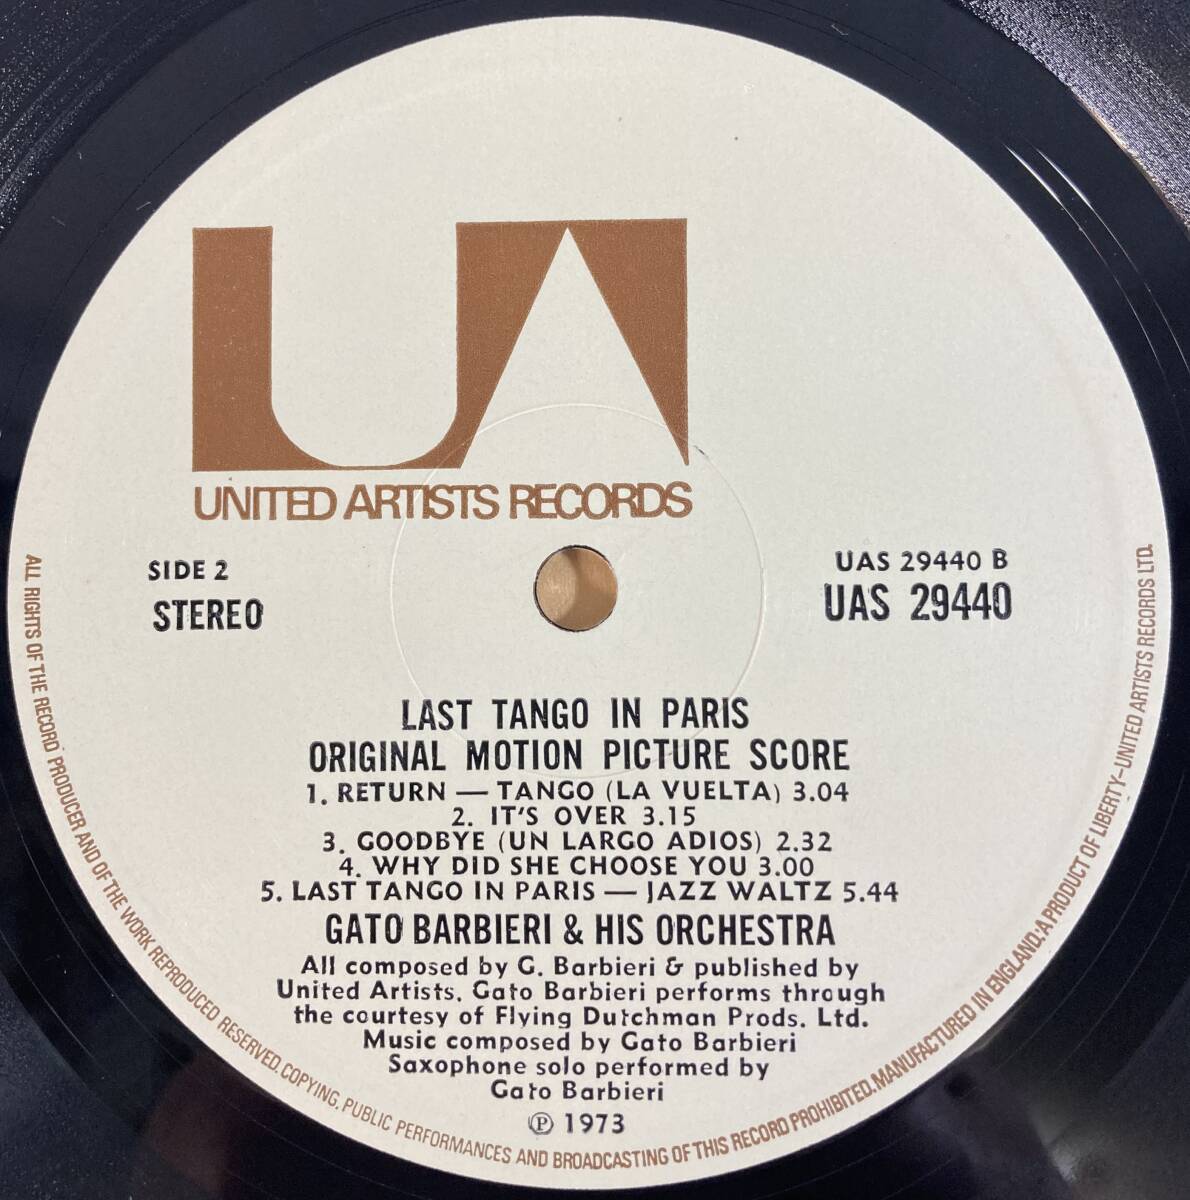 UA
UNITED ARTISTS RECORDS
SIDE 2
STEREO
UAS 29440 B
UAS 29440
LAST TANGO IN PARIS
ORIGINAL MOTION PICTURE SCORE
1. RETURN — TANGO (LA VUELTA) 3.04
2. IT'S OVER 3.15
3. GOODBYE (UN LARGO ADIOS) 2.32
4. WHY DID SHE CHOOSE YOU 3.00
5. LAST TANGO IN PARIS — JAZZ WALTZ 5.44
GATO BARBIERI & HIS ORCHESTRA
All composed by G. Barbieri & published by
United Artists. Gato Barbieri performs through
the courtesy of Flying Dutchman Prods. Ltd.
Music composed by Gato Barbieri
Saxophone solo performed by
Gato Barbieri
℗ 1973
ALL RIGHTS OF THE RECORD PRODUCER AND OF THE WORK REPRODUCED RESERVED. COPYING, PUBLIC PERFORMANCES AND BROADCASTING OF THIS RECORD PROHIBITED. MANUFACTURED IN ENGLAND. A PRODUCT OF LIBERTY–UNITED ARTISTS RECORDS LTD.